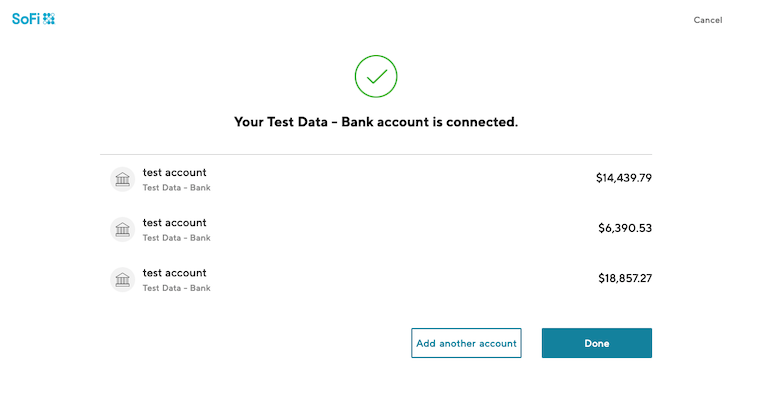 SoFi
Cancel
Your Test Data – Bank account is connected.
test account
Test Data – Bank
$14,439.79
test account
Test Data – Bank
$6,390.53
test account
Test Data – Bank
$18,857.27
Add another account
Done